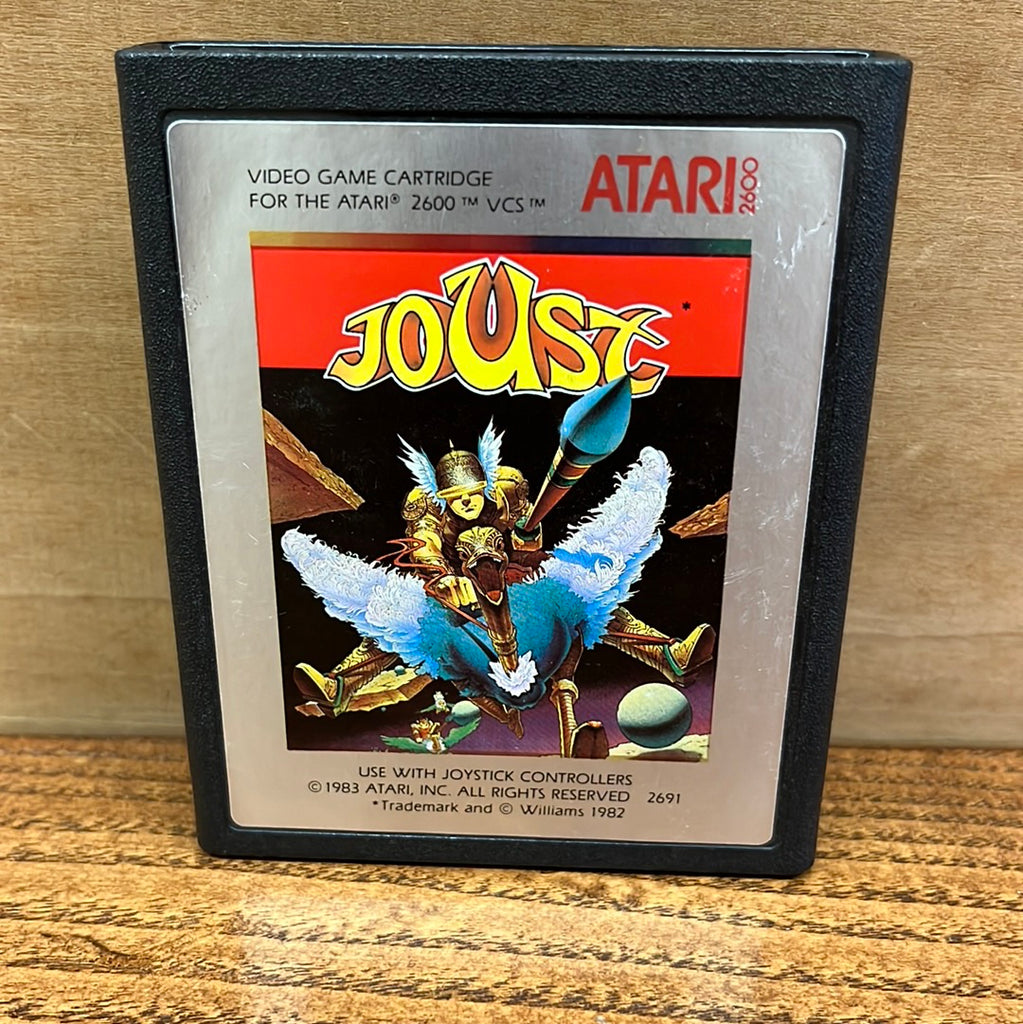 VIDEO GAME CARTRIDGE
FOR THE ATARI® 2600™ VCS™
ATARI 2600
JOUST*
USE WITH JOYSTICK CONTROLLERS
©1983 ATARI, INC. ALL RIGHTS RESERVED 2691
*Trademark and © Williams 1982